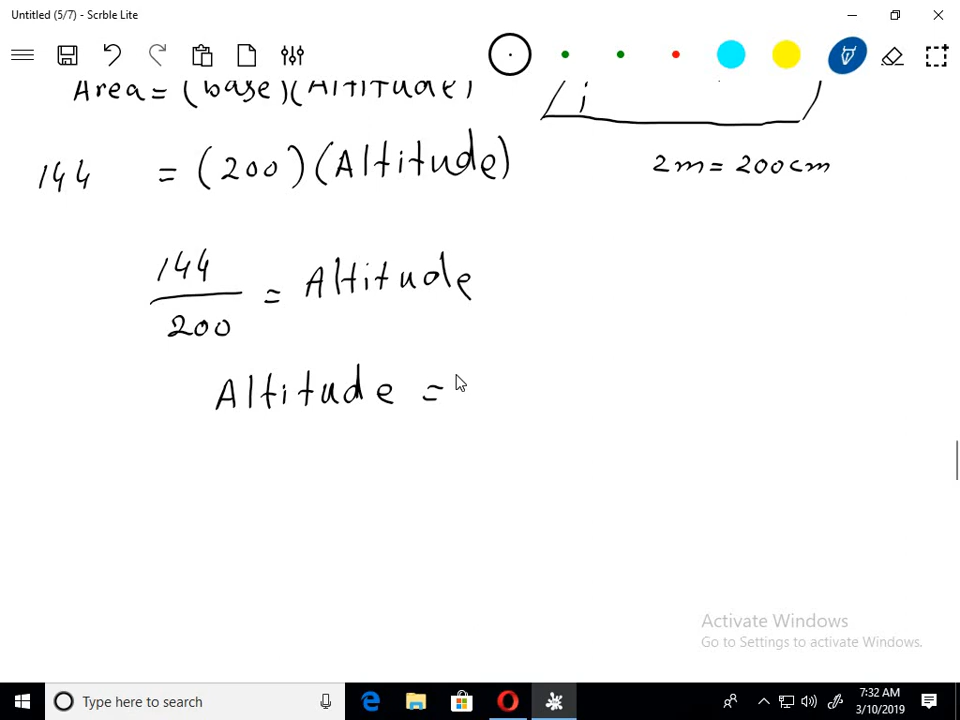 Untitled (5/7) - Scrble Lite
Area = (base)(Altitude)
144 = (200)(Altitude)
2m = 200cm
144
200
= Altitude
Altitude =
Activate Windows
Go to Settings to activate Windows.
Type here to search
7:32 AM
3/10/2019